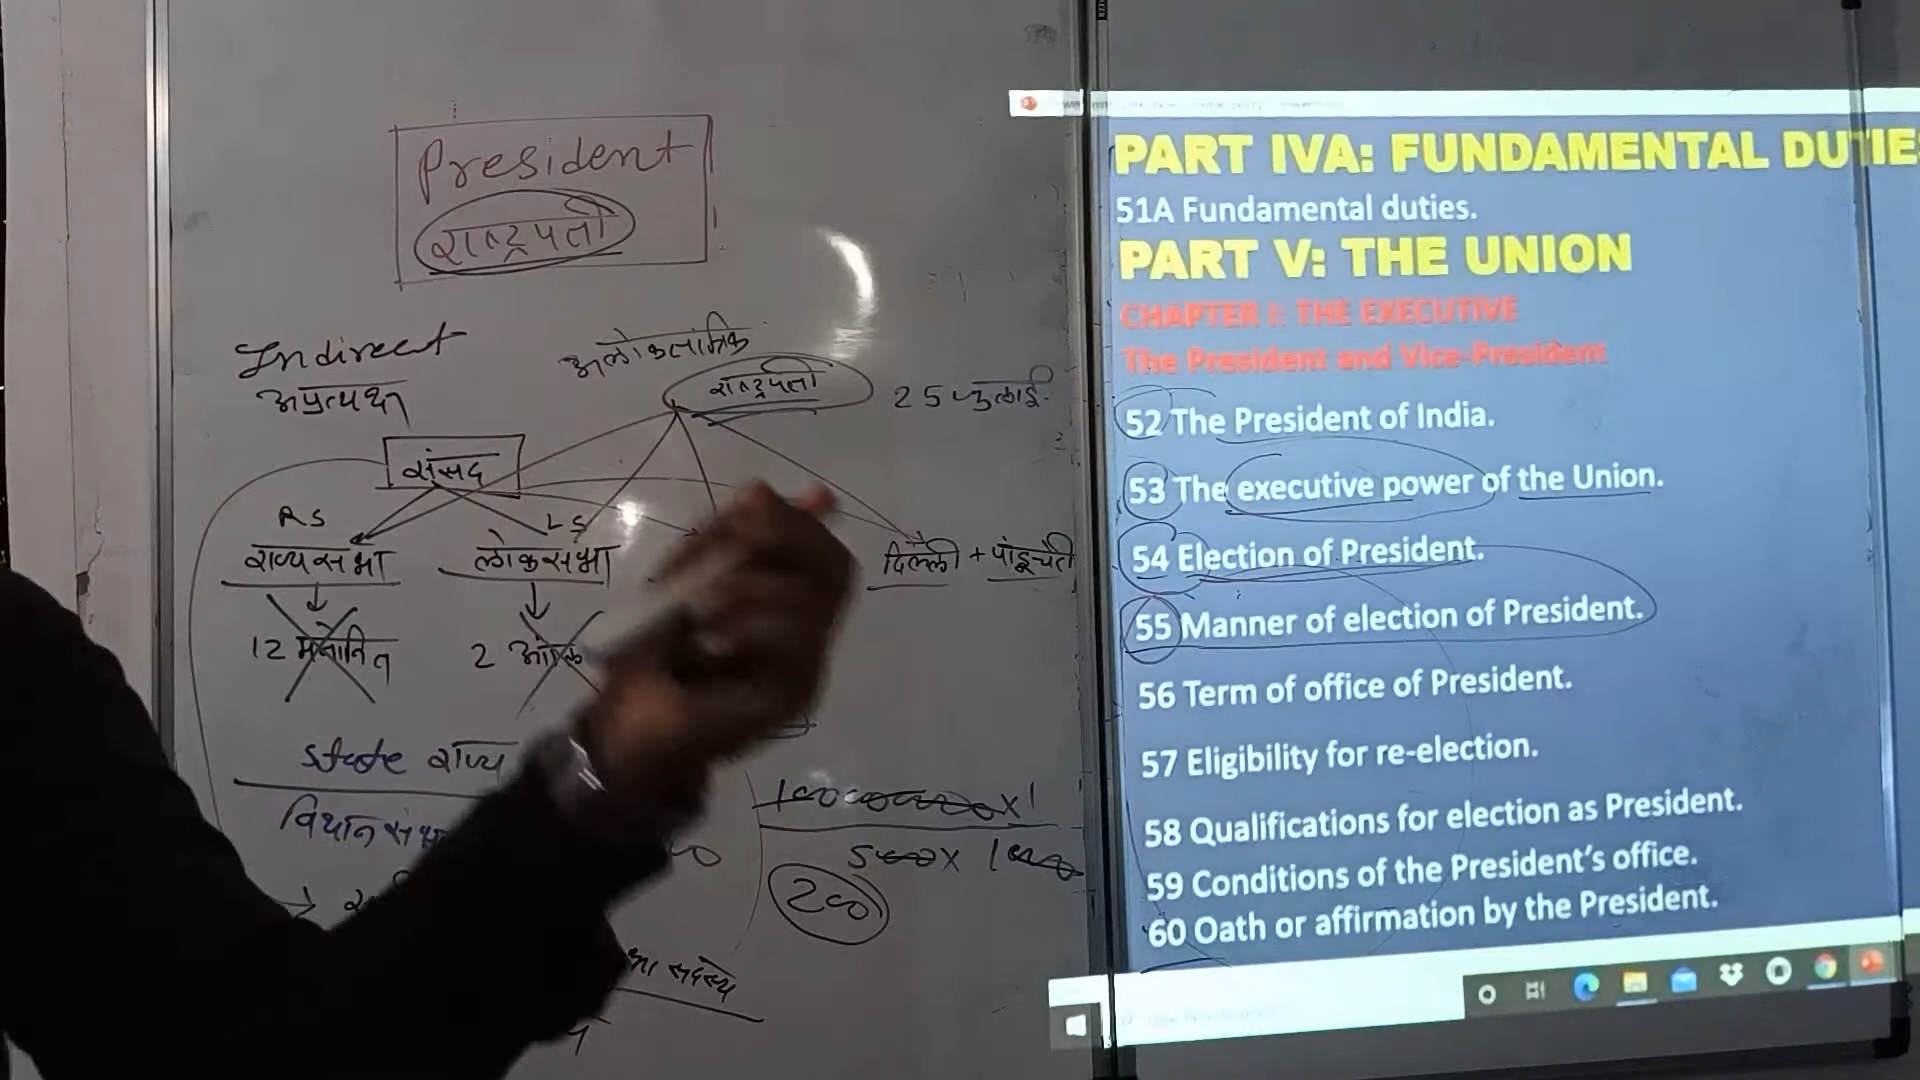 President
राष्ट्रपती
Indirect
अप्रत्यक्ष
अलोकतांत्रिक
राष्ट्रपती
25 जुलाई
संसद
RS
LS
राज्यसभा
लोकसभा
दिल्ली + पांडूचेरी
12 मनोनित
2
state राज्य
x1
x
200
सदस्य
PART IVA: FUNDAMENTAL DUTIE
51A Fundamental duties.
PART V: THE UNION
CHAPTER I: THE EXECUTIVE
The President and Vice-President
52 The President of India.
53 The executive power of the Union.
54 Election of President.
55 Manner of election of President.
56 Term of office of President.
57 Eligibility for re-election.
58 Qualifications for election as President.
59 Conditions of the President's office.
60 Oath or affirmation by the President.